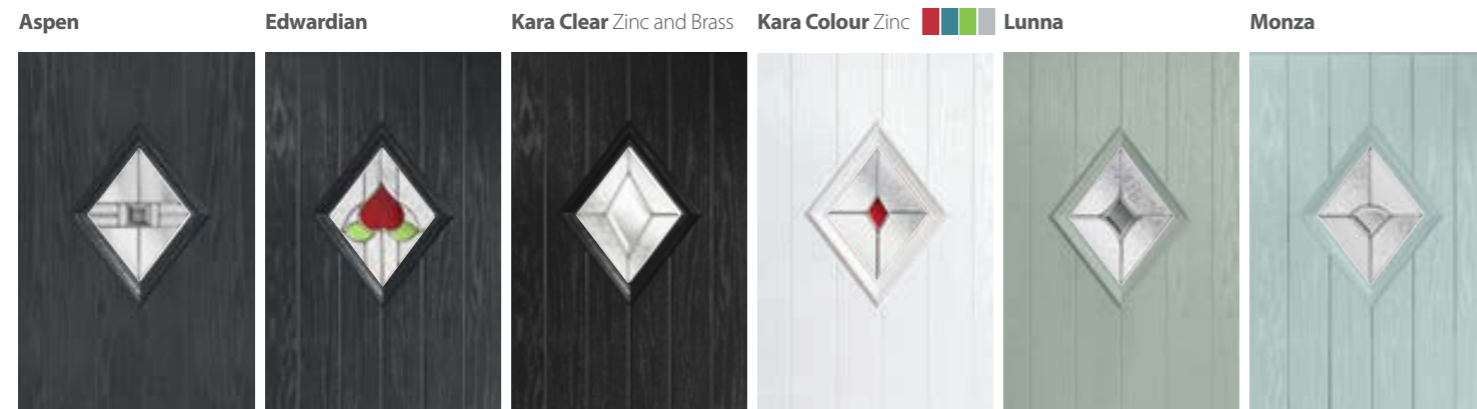 Aspen
Edwardian
Kara Clear Zinc and Brass
Kara Colour Zinc
Lunna
Monza